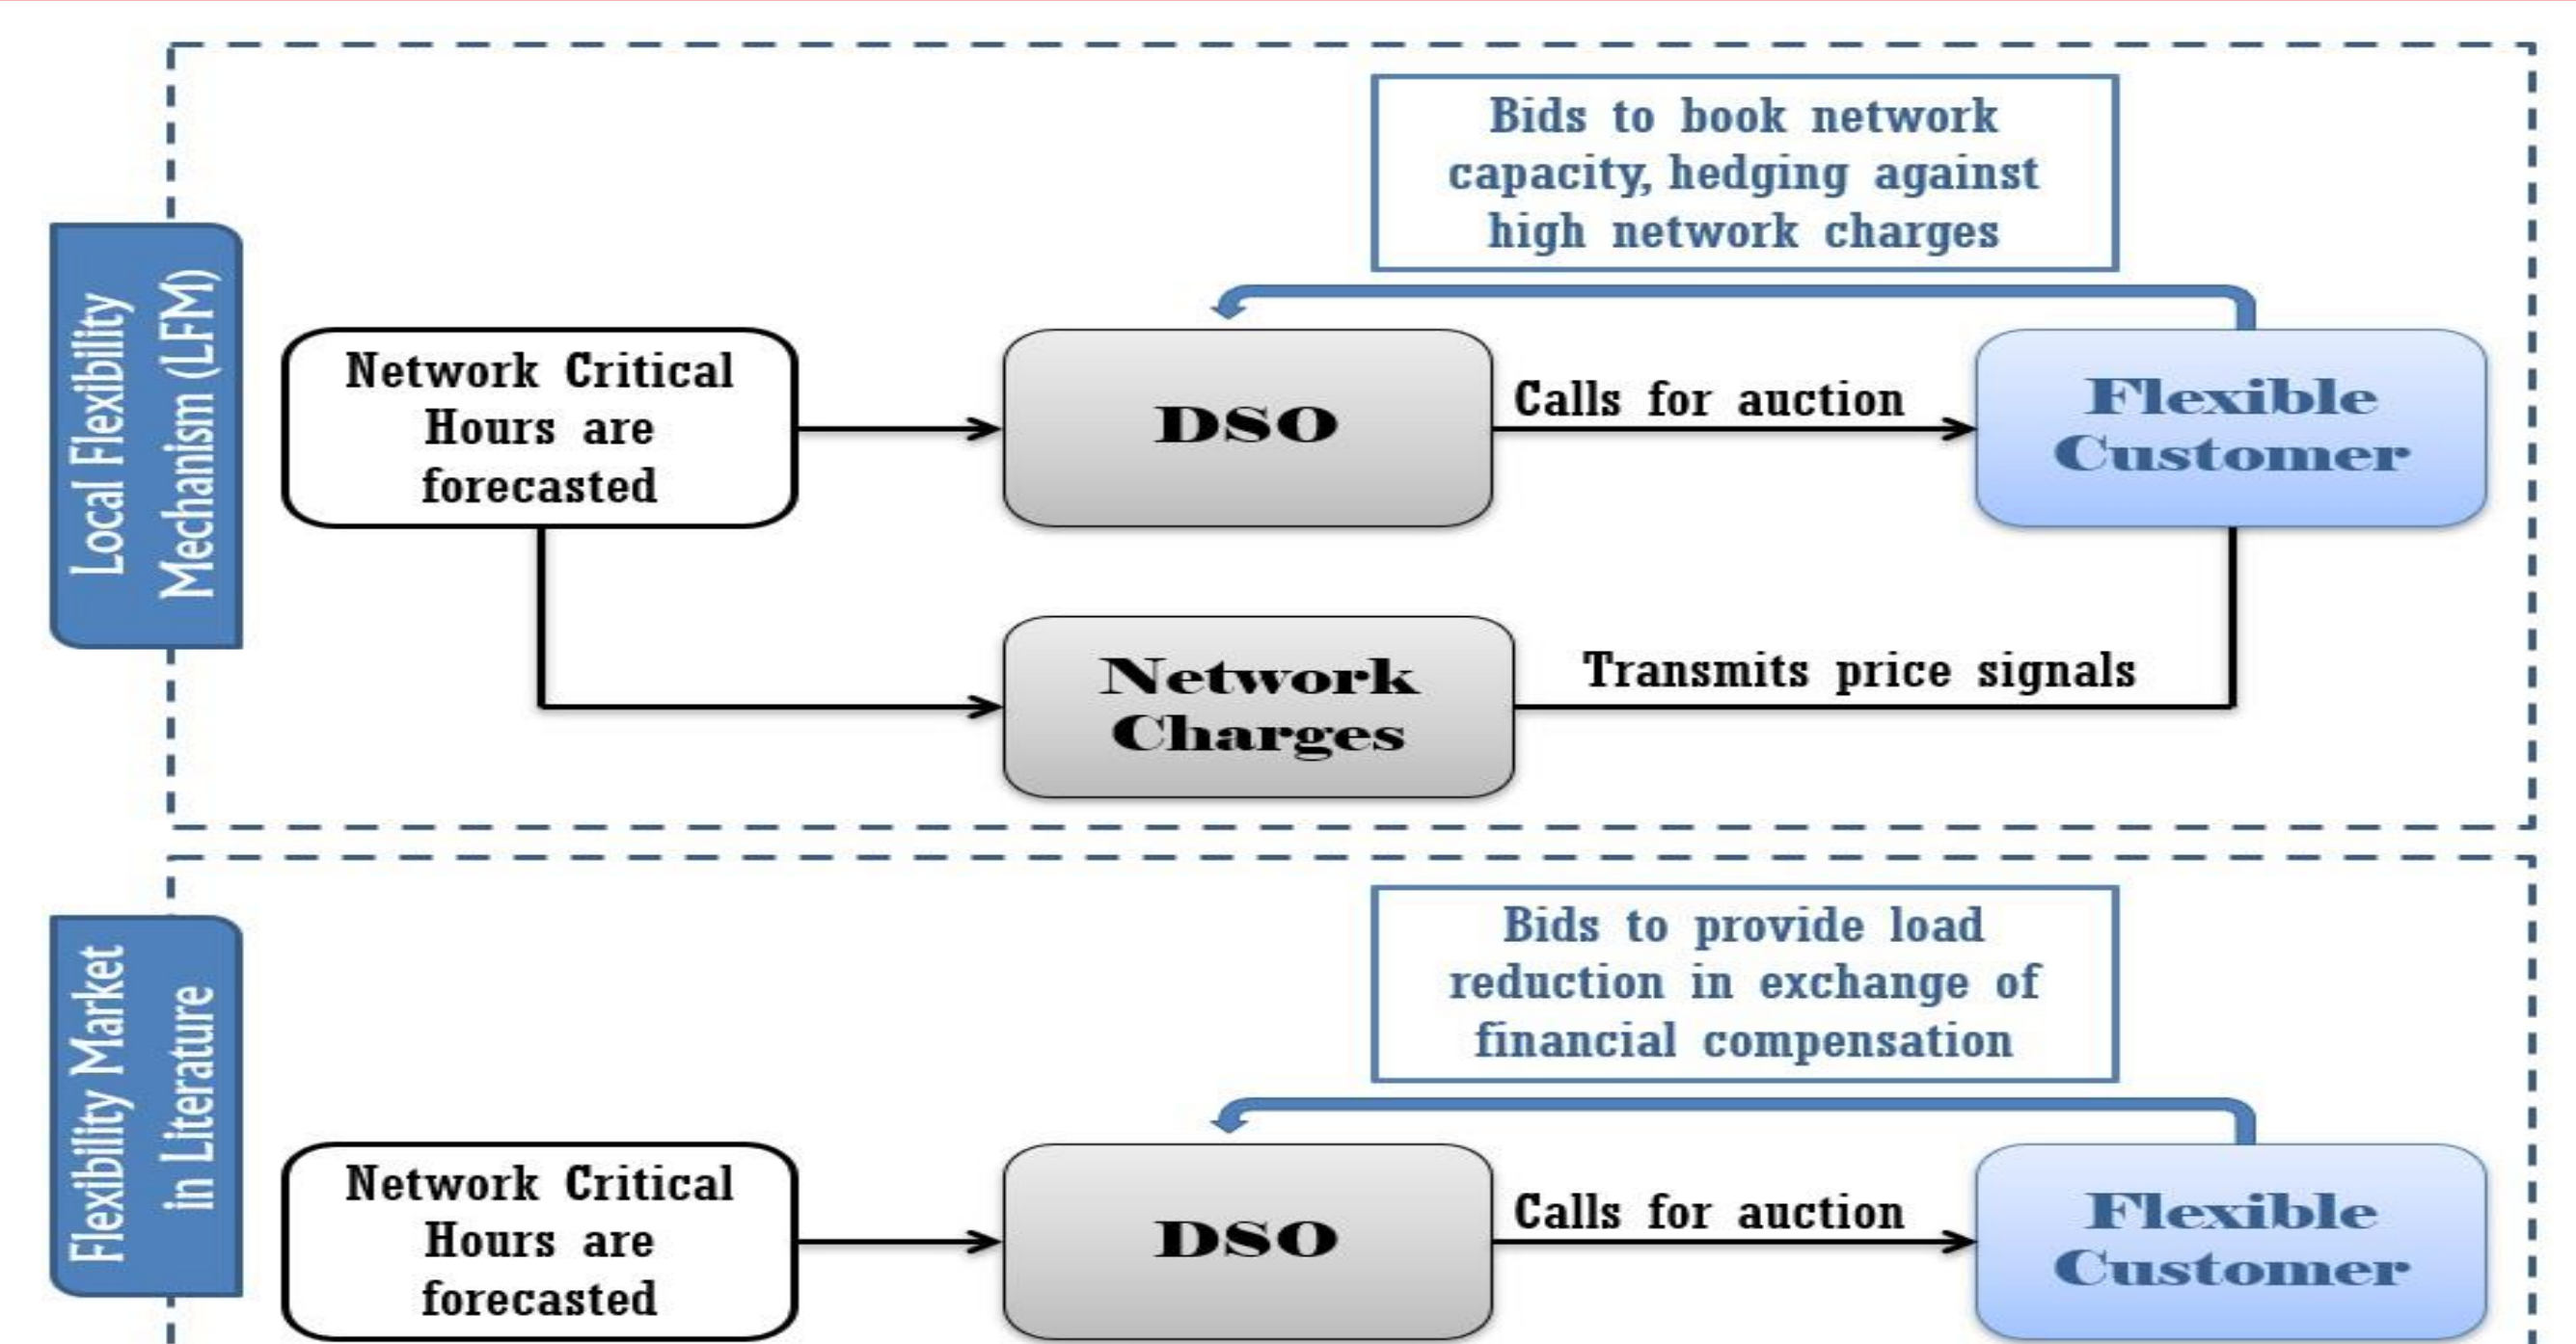 Bids to book network
capacity, hedging against
high network charges
Local Flexibility
Mechanism (LFM)
Network Critical
Hours are
forecasted
DSO
Calls for auction
Flexible
Customer
Network
Charges
Transmits price signals
Bids to provide load
reduction in exchange of
financial compensation
Flexibility Market
in Literature
Network Critical
Hours are
forecasted
DSO
Calls for auction
Flexible
Customer